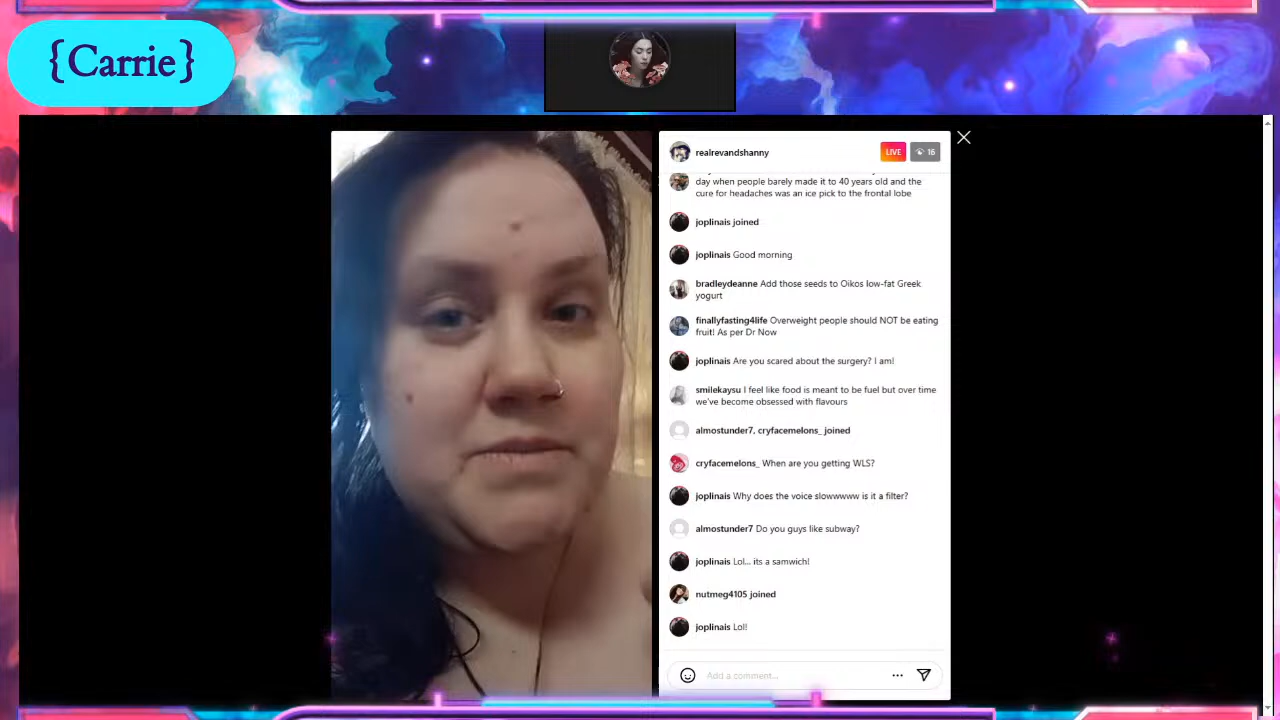 {Carrie}
realrevandshanny
LIVE
16
day when people barely made it to 40 years old and the
cure for headaches was an ice pick to the frontal lobe
joplinais joined
joplinais Good morning
bradleydeanne Add those seeds to Oikos low-fat Greek
yogurt
finallyfasting4life Overweight people should NOT be eating
fruit! As per Dr Now
joplinais Are you scared about the surgery? I am!
smilekaysu I feel like food is meant to be fuel but over time
we've become obsessed with flavours
almostunder7, cryfacemelons_ joined
cryfacemelons_ When are you getting WLS?
joplinais Why does the voice slowwwww is it a filter?
almostunder7 Do you guys like subway?
joplinais Lol... its a samwich!
nutmeg4105 joined
joplinais Lol!
Add a comment...